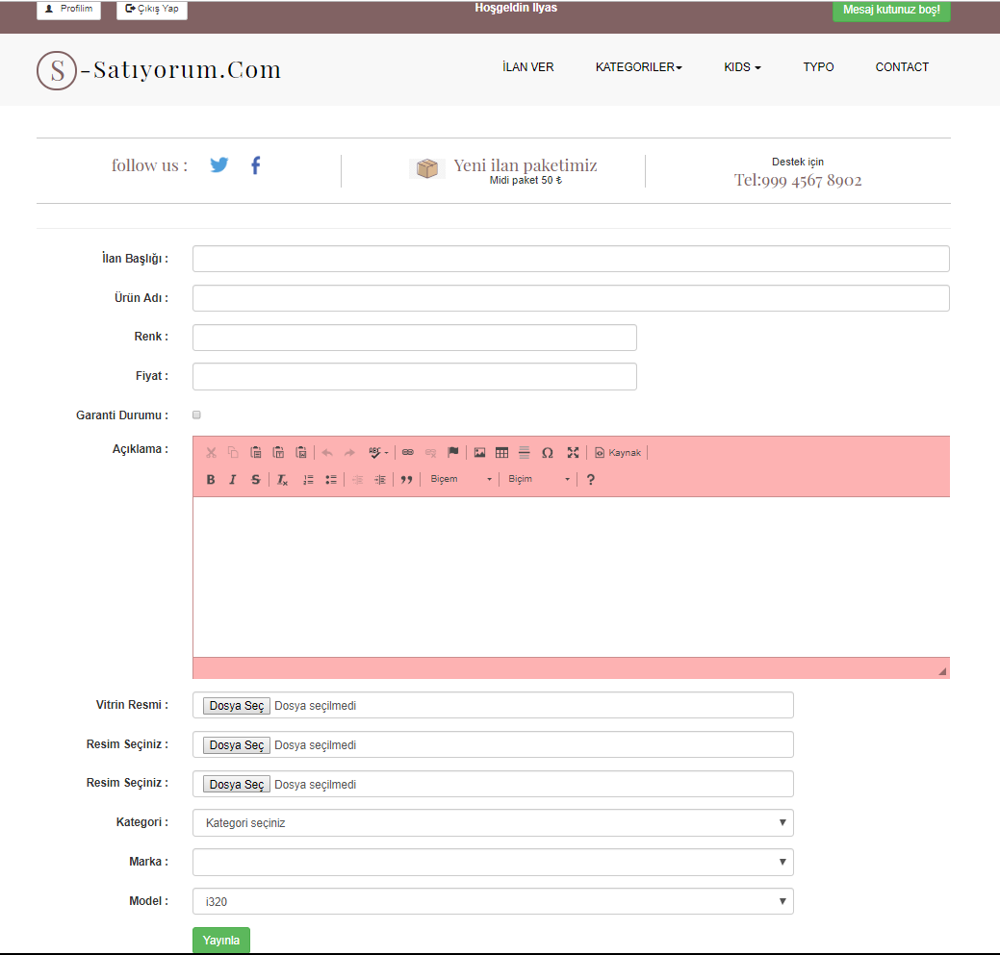 Profilim
Çıkış Yap
Hoşgeldin İlyas
Mesaj kutunuz boş!
S-Satıyorum.Com
İLAN VER
KATEGORILER
KIDS
TYPO
CONTACT
follow us :
Yeni ilan paketimiz
Midi paket 50 ₺
Destek için
Tel:999 4567 8902
İlan Başlığı :
Ürün Adı :
Renk :
Fiyat :
Garanti Durumu :
Açıklama :
ABC
Ω
Kaynak
B I S Tx
Biçem
Biçim
?
Vitrin Resmi : Dosya Seç Dosya seçilmedi
Resim Seçiniz : Dosya Seç Dosya seçilmedi
Resim Seçiniz : Dosya Seç Dosya seçilmedi
Kategori : Kategori seçiniz
Marka :
Model : i320
Yayınla